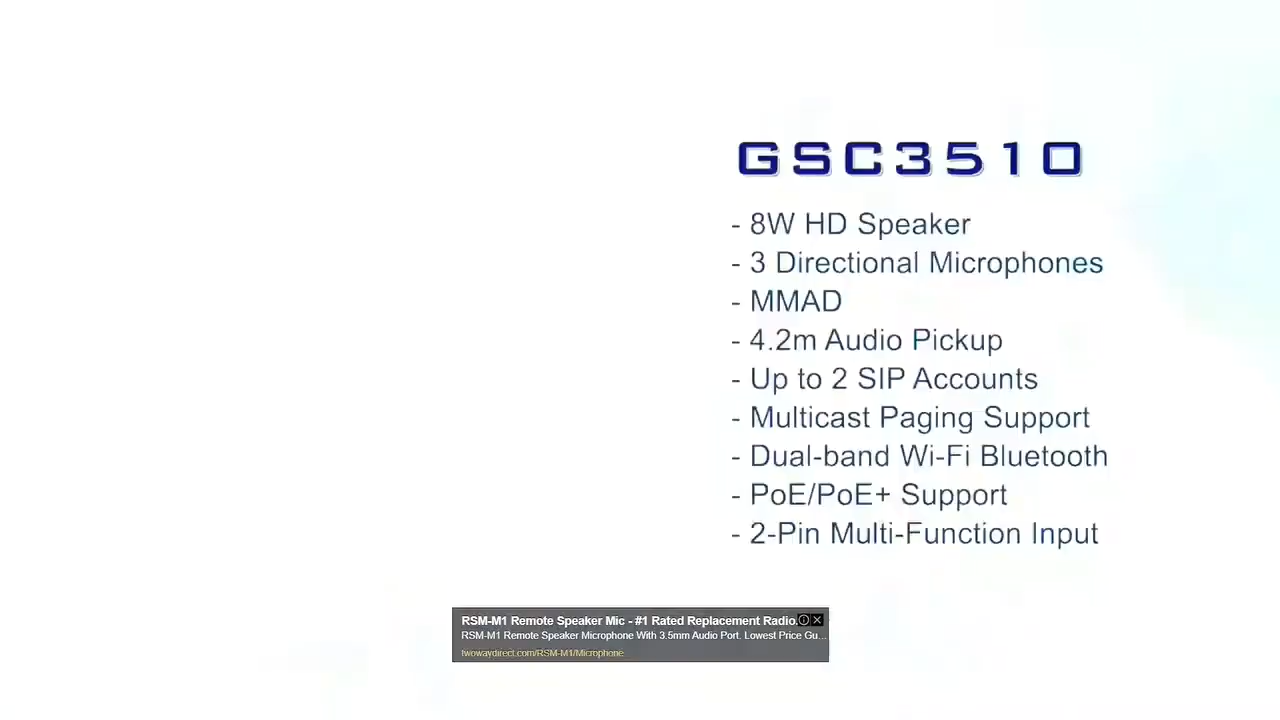 GSC3510
- 8W HD Speaker
- 3 Directional Microphones
- MMAD
- 4.2m Audio Pickup
- Up to 2 SIP Accounts
- Multicast Paging Support
- Dual-band Wi-Fi Bluetooth
- PoE/PoE+ Support
- 2-Pin Multi-Function Input
RSM-M1 Remote Speaker Mic - #1 Rated Replacement Radio.
RSM-M1 Remote Speaker Microphone With 3.5mm Audio Port. Lowest Price Gu...
twowaydirect.com/RSM-M1/Microphone